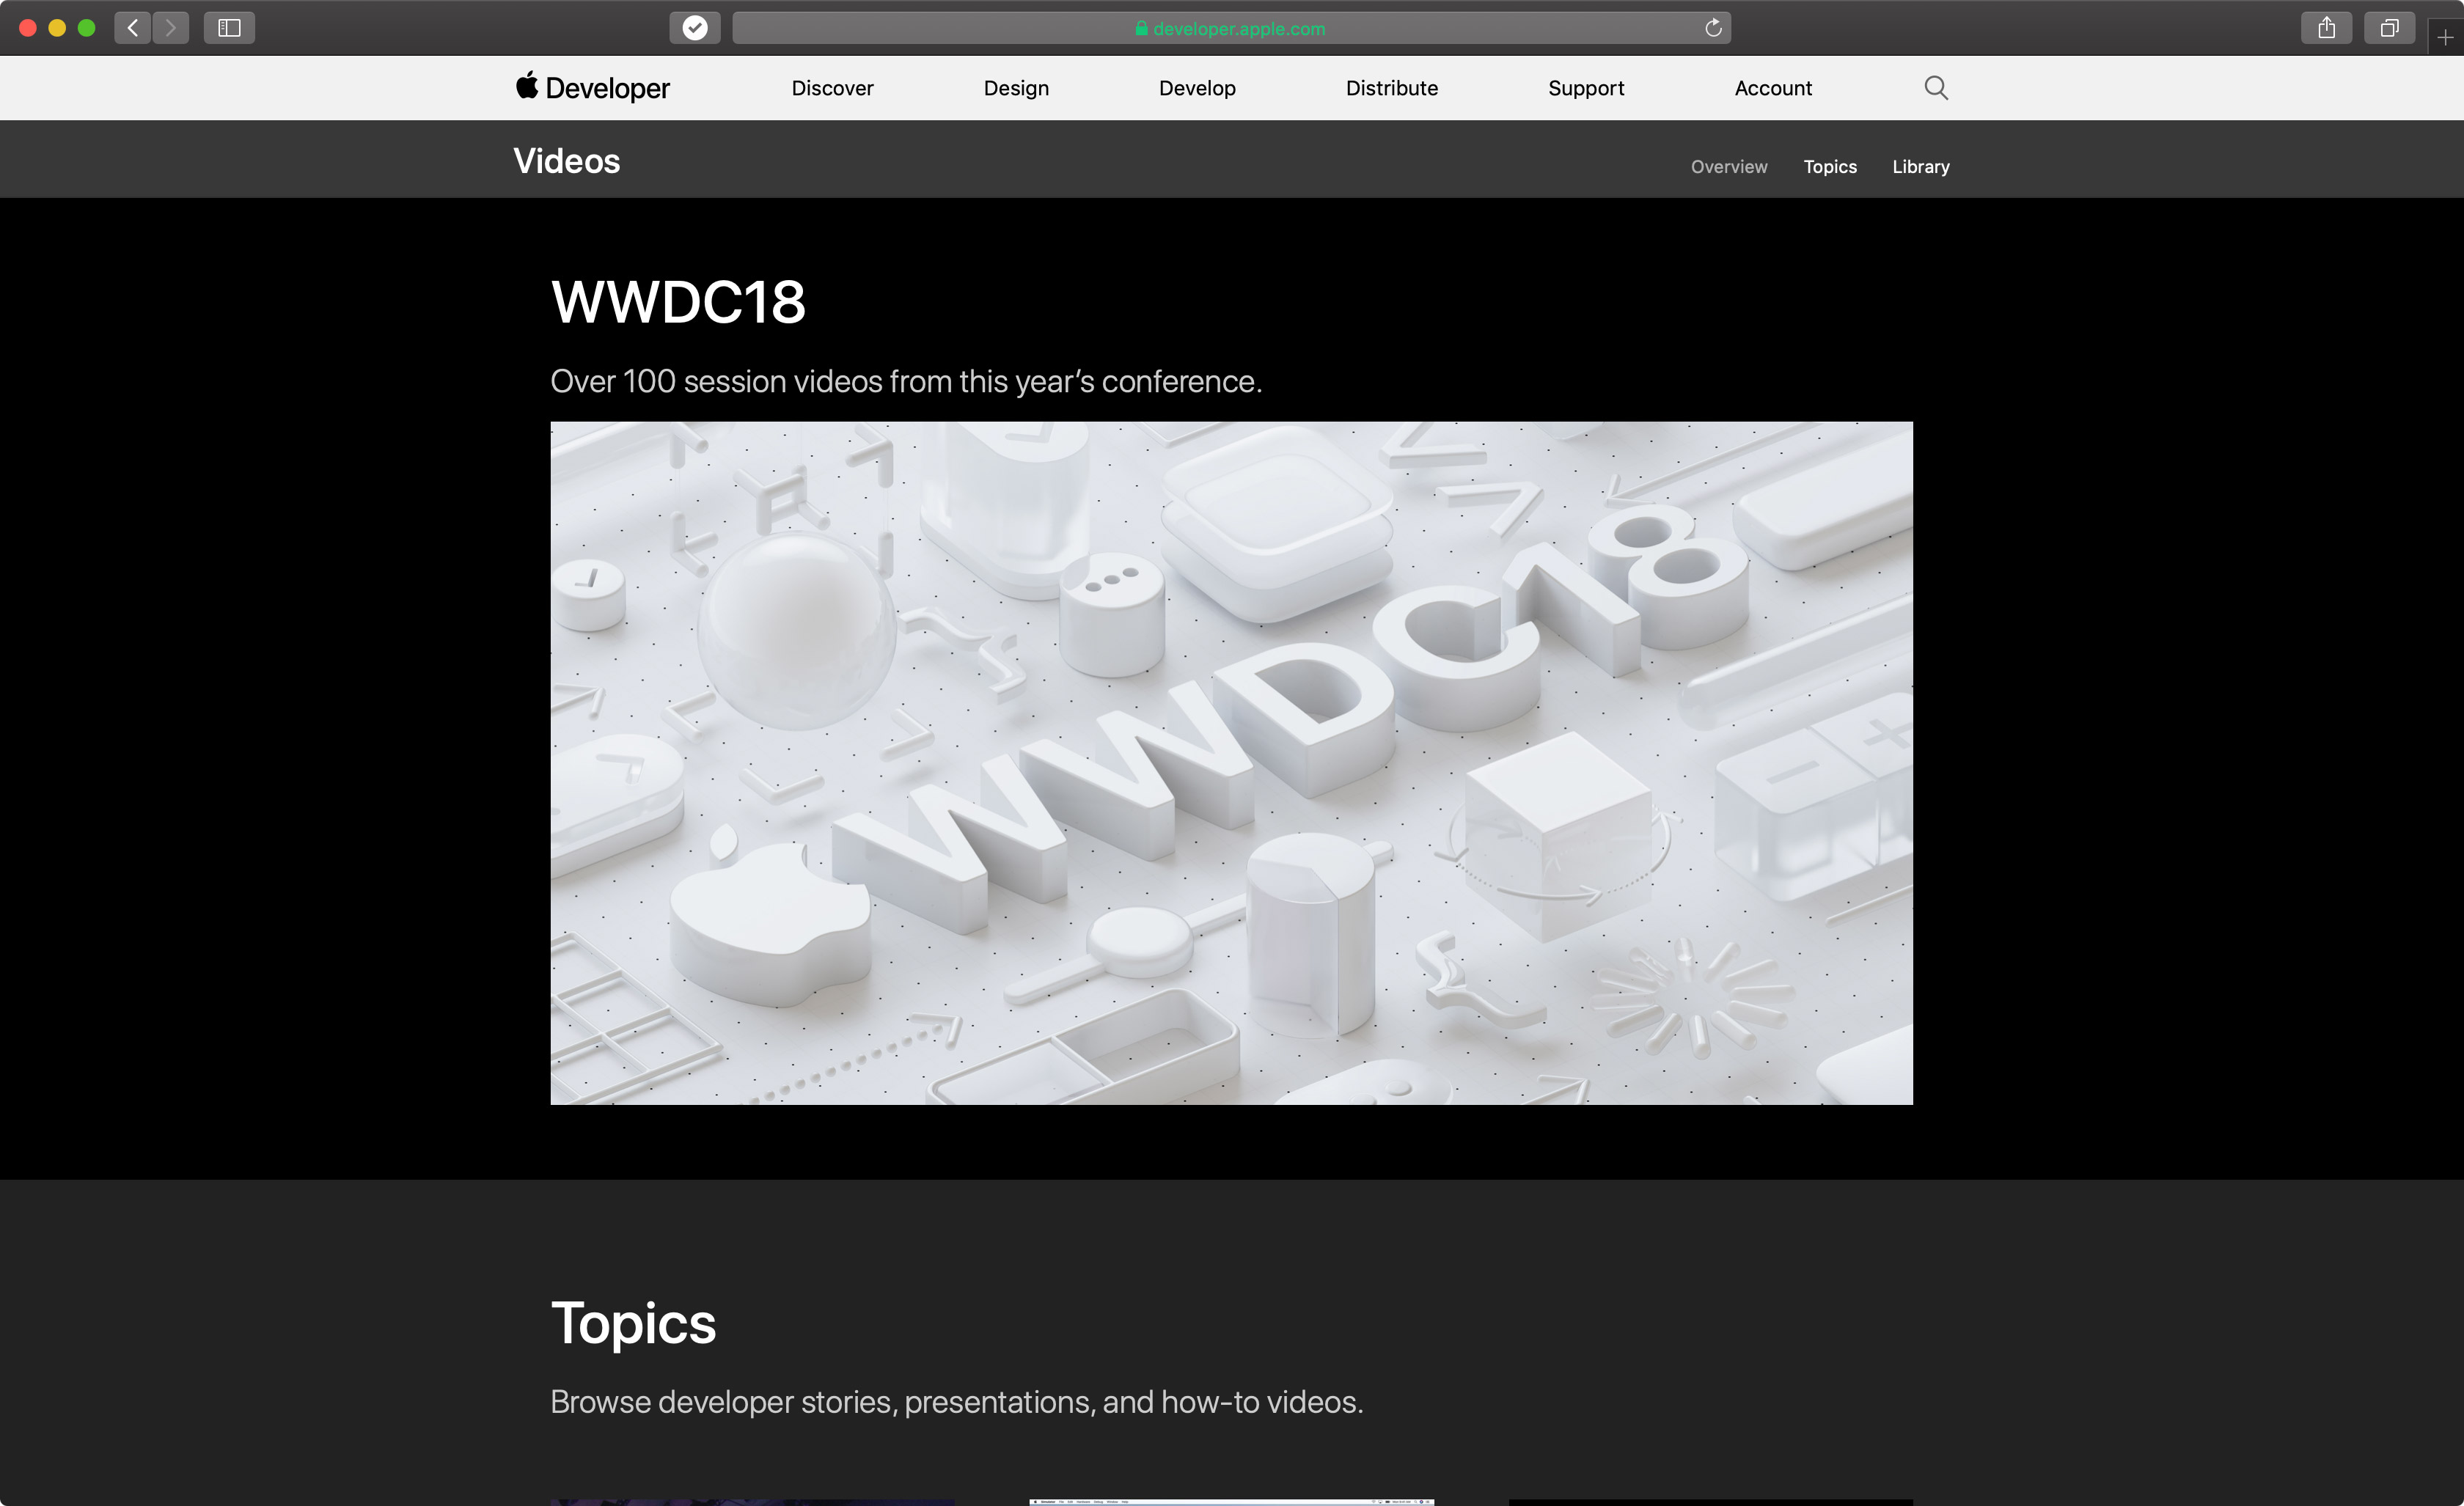 developer.apple.com
Developer
Discover
Design
Develop
Distribute
Support
Account
Videos
Overview
Topics
Library
WWDC18
Over 100 session videos from this year’s conference.
WWDC18
Topics
Browse developer stories, presentations, and how-to videos.